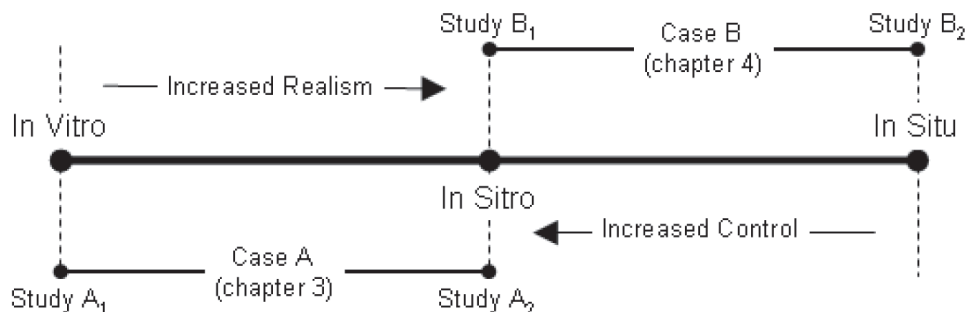 Study B₁
Case B
(chapter 4)
Study B₂
Increased Realism
In Vitro
In Situ
In Sitro
Increased Control
Case A
(chapter 3)
Study A₁
Study A₂